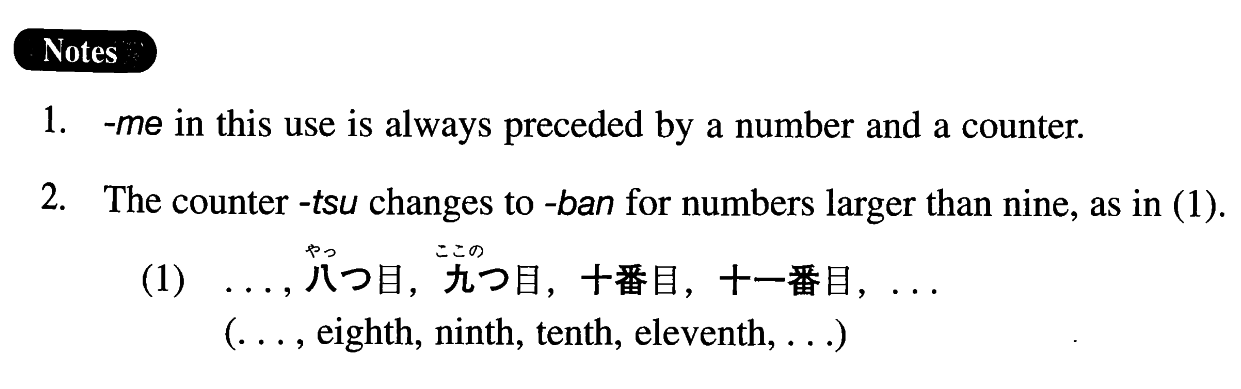 Notes
1. -me in this use is always preceded by a number and a counter.
2. The counter -tsu changes to -ban for numbers larger than nine, as in (1).
やっ ここの
(1) . . . , 八つ目, 九つ目, 十番目, 十一番目, . . .
(. . . , eighth, ninth, tenth, eleventh, . . .)